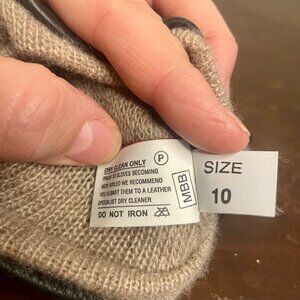 DRY CLEAN ONLY P
PRIOR TO GLOVES BECOMING
VERY SOILED WE RECOMMEND
YOU SUBMIT THEM TO A LEATHER
SPECIALIST DRY CLEANER
DO NOT IRON
MBB
SIZE
10